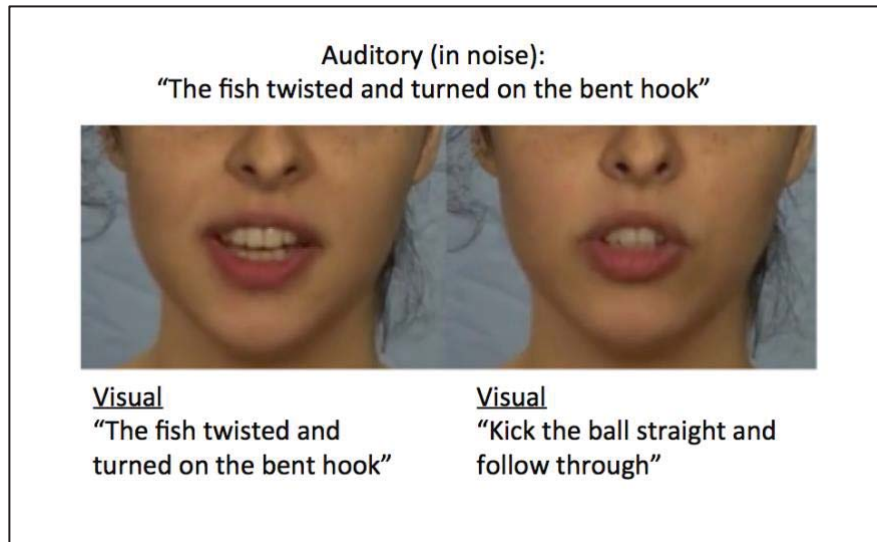 Auditory (in noise):
“The fish twisted and turned on the bent hook”
Visual
“The fish twisted and
turned on the bent hook”
Visual
“Kick the ball straight and
follow through”